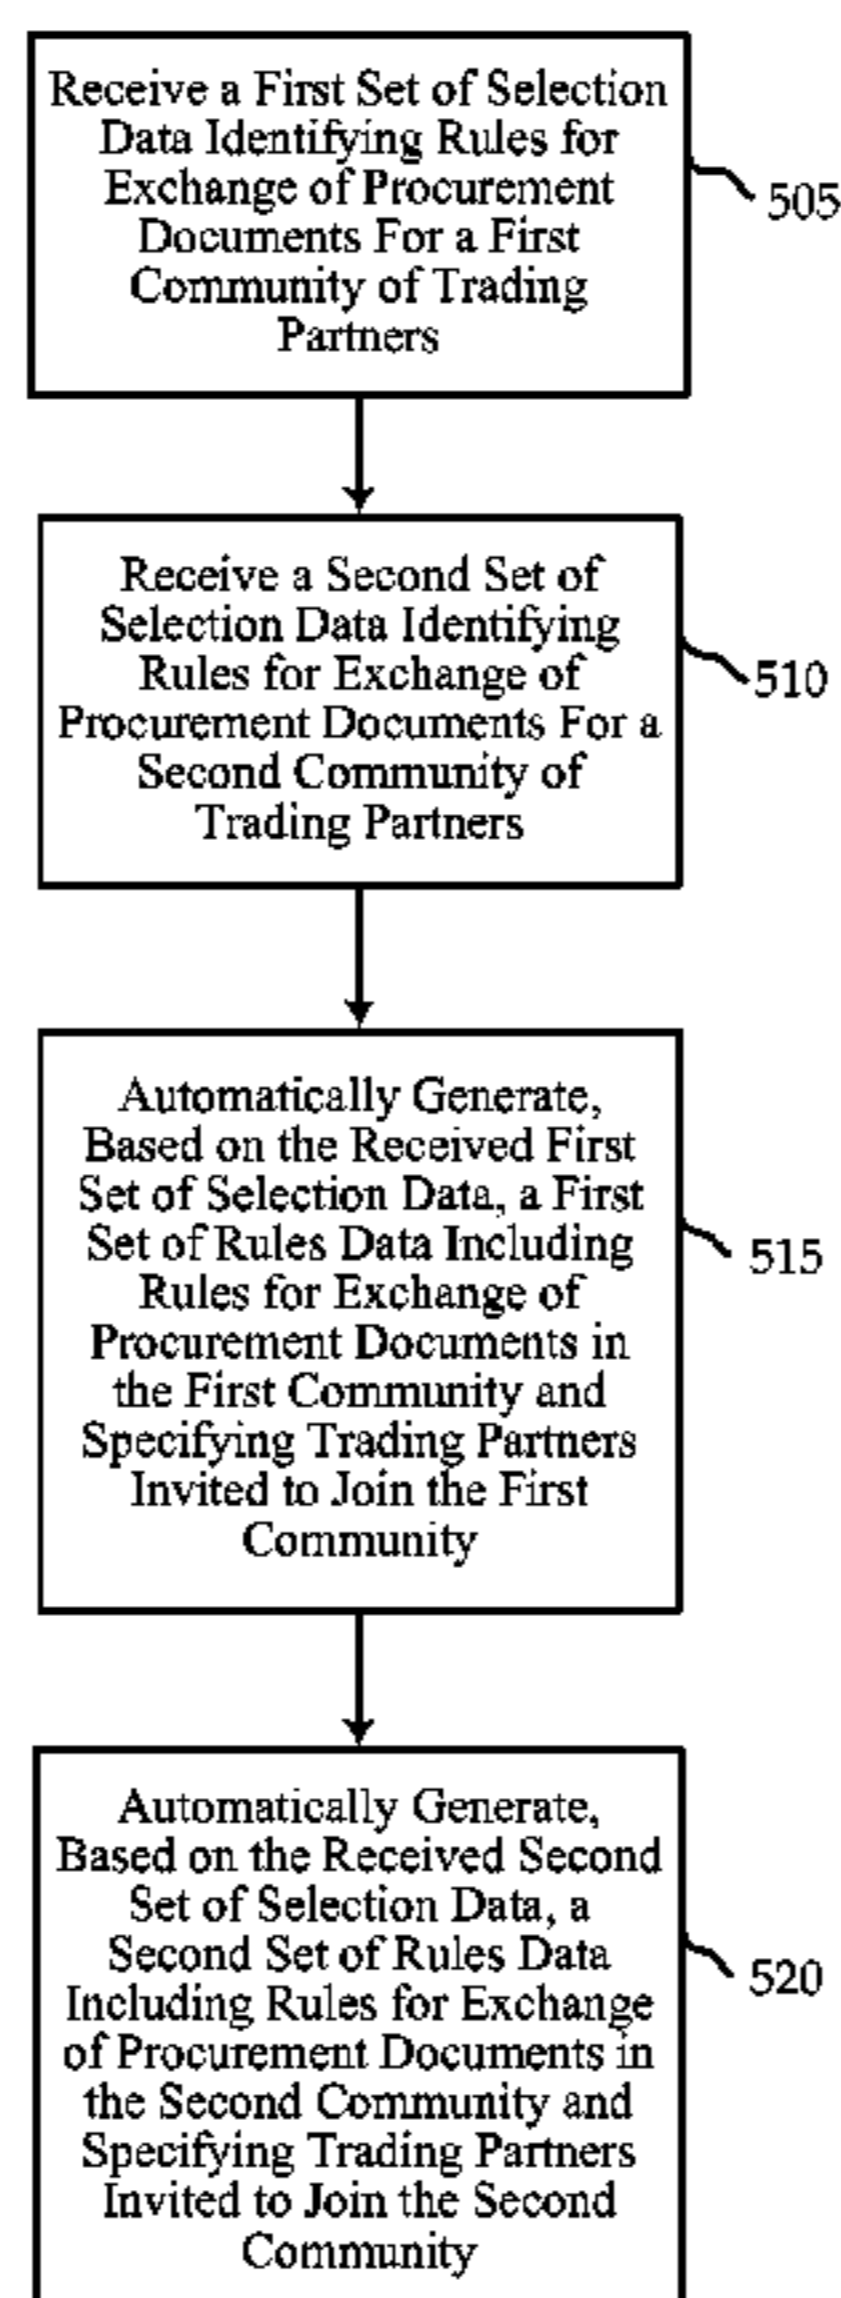 Receive a First Set of Selection
Data Identifying Rules for
Exchange of Procurement
Documents For a First
Community of Trading
Partners
505
Receive a Second Set of
Selection Data Identifying
Rules for Exchange of
Procurement Documents For a
Second Community of
Trading Partners
510
Automatically Generate,
Based on the Received First
Set of Selection Data, a First
Set of Rules Data Including
Rules for Exchange of
Procurement Documents in
the First Community and
Specifying Trading Partners
Invited to Join the First
Community
515
Automatically Generate,
Based on the Received Second
Set of Selection Data, a
Second Set of Rules Data
Including Rules for Exchange
of Procurement Documents in
the Second Community and
Specifying Trading Partners
Invited to Join the Second
Community
520